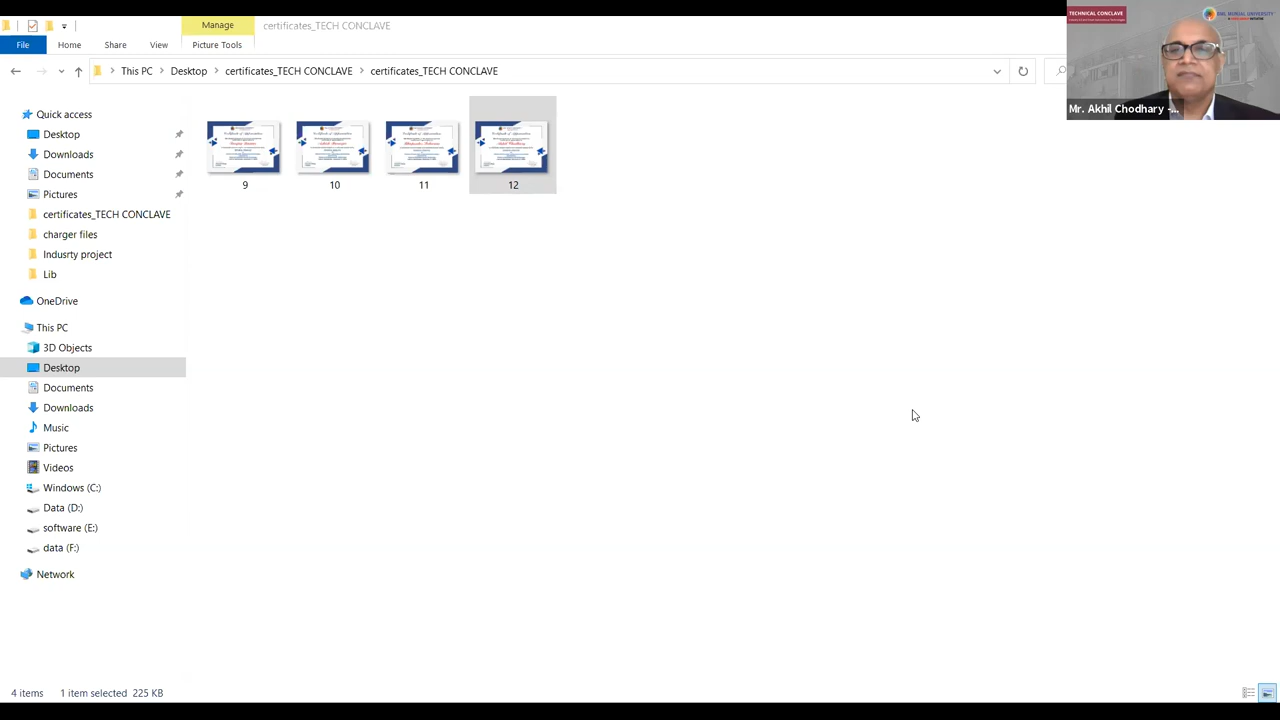 Manage
certificates_TECH CONCLAVE
File
Home
Share
View
Picture Tools
This PC
Desktop
certificates_TECH CONCLAVE
certificates_TECH CONCLAVE
TECHNICAL CONCLAVE
BML MUNJAL UNIVERSITY
Mr. Akhil Chodhary -...
Quick access
Desktop
Downloads
Documents
Pictures
certificates_TECH CONCLAVE
charger files
Indusrty project
Lib
OneDrive
This PC
3D Objects
Desktop
Documents
Downloads
Music
Pictures
Videos
Windows (C:)
Data (D:)
software (E:)
data (F:)
Network
9
10
11
12
4 items
1 item selected 225 KB